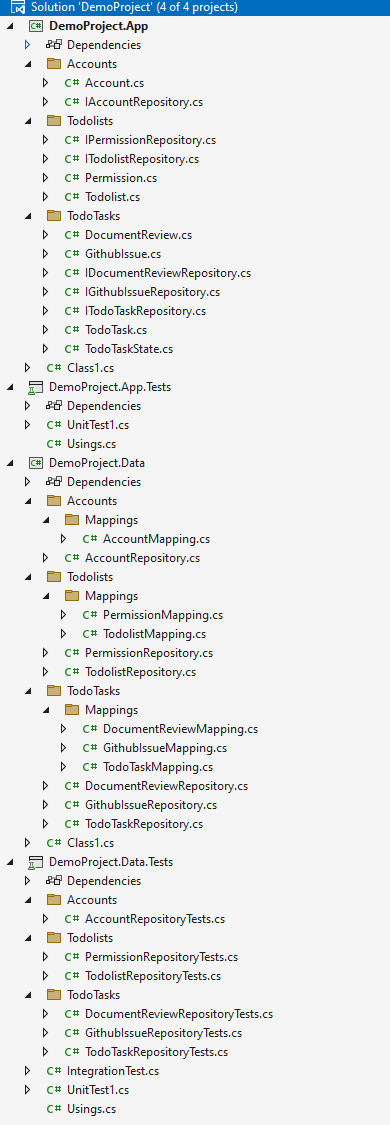 Solution 'DemoProject' (4 of 4 projects)
C# DemoProject.App
Dependencies
Accounts
C# Account.cs
C# IAccountRepository.cs
Todolists
C# IPermissionRepository.cs
C# ITodolistRepository.cs
C# Permission.cs
C# Todolist.cs
TodoTasks
C# DocumentReview.cs
C# GithubIssue.cs
C# IDocumentReviewRepository.cs
C# IGithubIssueRepository.cs
C# ITodoTaskRepository.cs
C# TodoTask.cs
C# TodoTaskState.cs
C# Class1.cs
DemoProject.App.Tests
Dependencies
C# UnitTest1.cs
C# Usings.cs
C# DemoProject.Data
Dependencies
Accounts
Mappings
C# AccountMapping.cs
C# AccountRepository.cs
Todolists
Mappings
C# PermissionMapping.cs
C# TodolistMapping.cs
C# PermissionRepository.cs
C# TodolistRepository.cs
TodoTasks
Mappings
C# DocumentReviewMapping.cs
C# GithubIssueMapping.cs
C# TodoTaskMapping.cs
C# DocumentReviewRepository.cs
C# GithubIssueRepository.cs
C# TodoTaskRepository.cs
C# Class1.cs
DemoProject.Data.Tests
Dependencies
Accounts
C# AccountRepositoryTests.cs
Todolists
C# PermissionRepositoryTests.cs
C# TodolistRepositoryTests.cs
TodoTasks
C# DocumentReviewRepositoryTests.cs
C# GithubIssueRepositoryTests.cs
C# TodoTaskRepositoryTests.cs
C# IntegrationTest.cs
C# UnitTest1.cs
C# Usings.cs